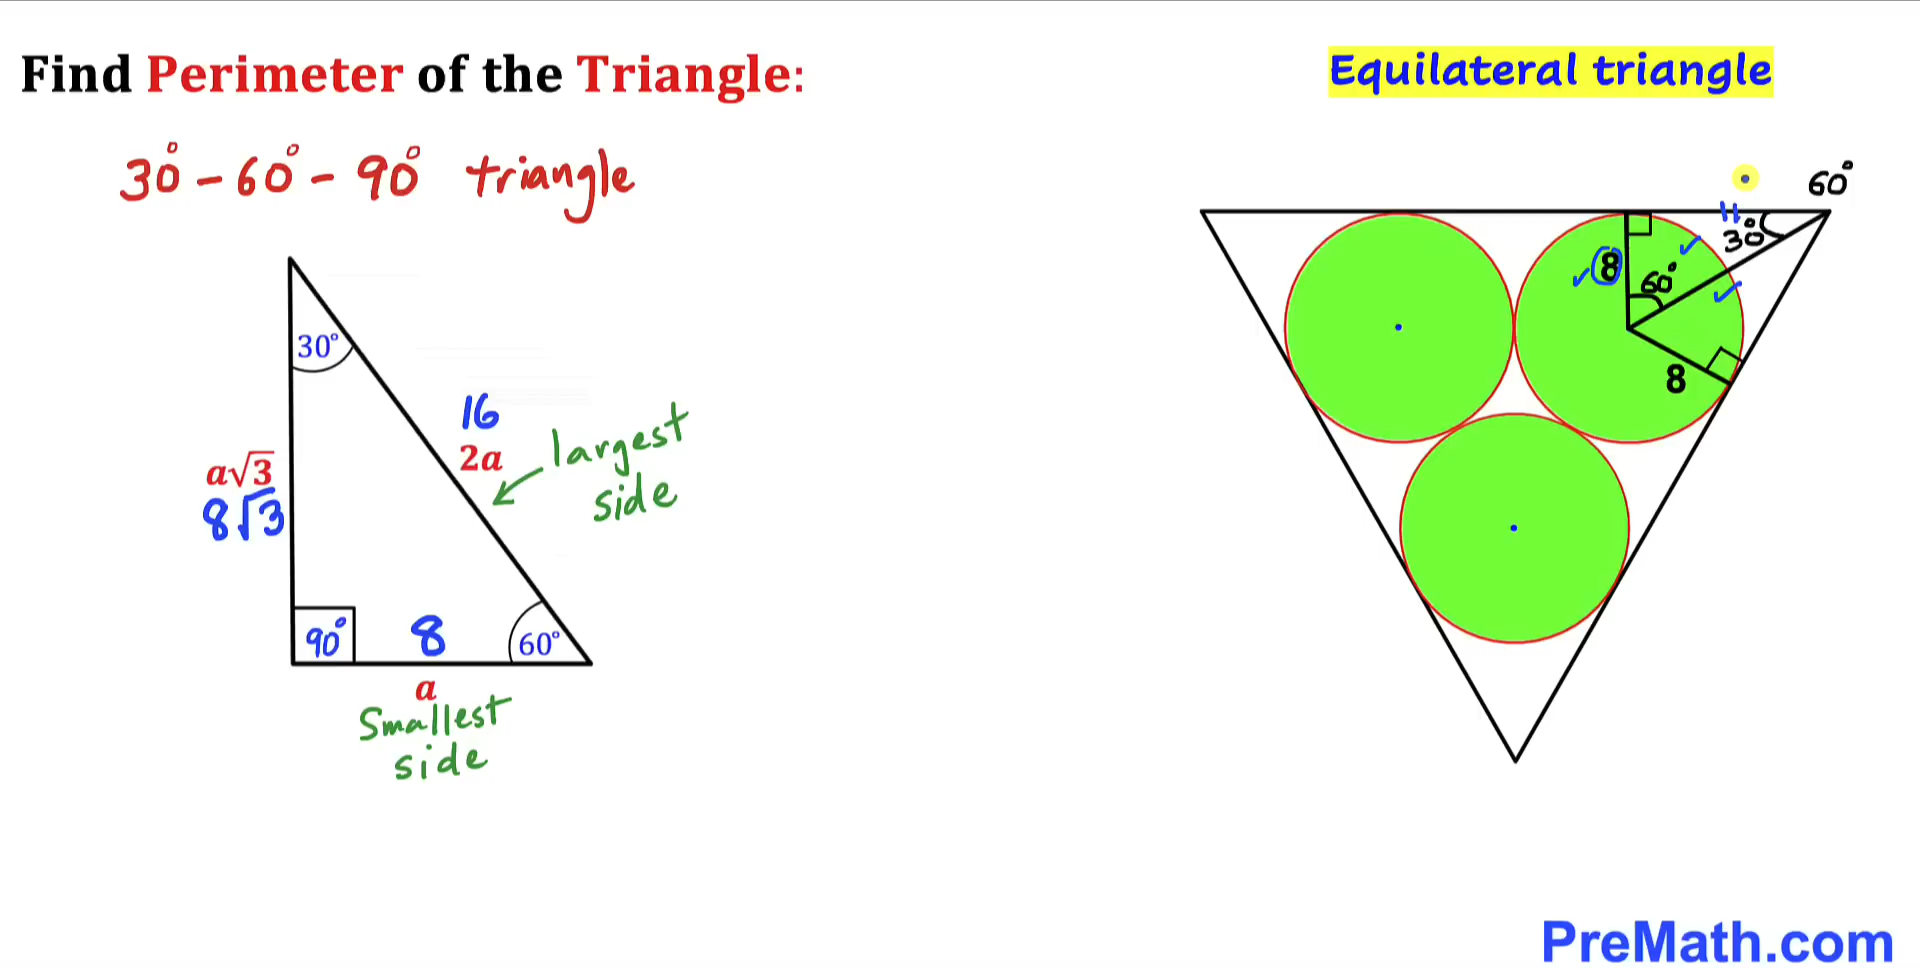 Find Perimeter of the Triangle:
30° - 60° - 90° triangle
30°
16
2a
largest
side
a√3
8√3
90°
8
60°
a
Smallest
side
Equilateral triangle
60°
30°
8
60°
8
PreMath.com